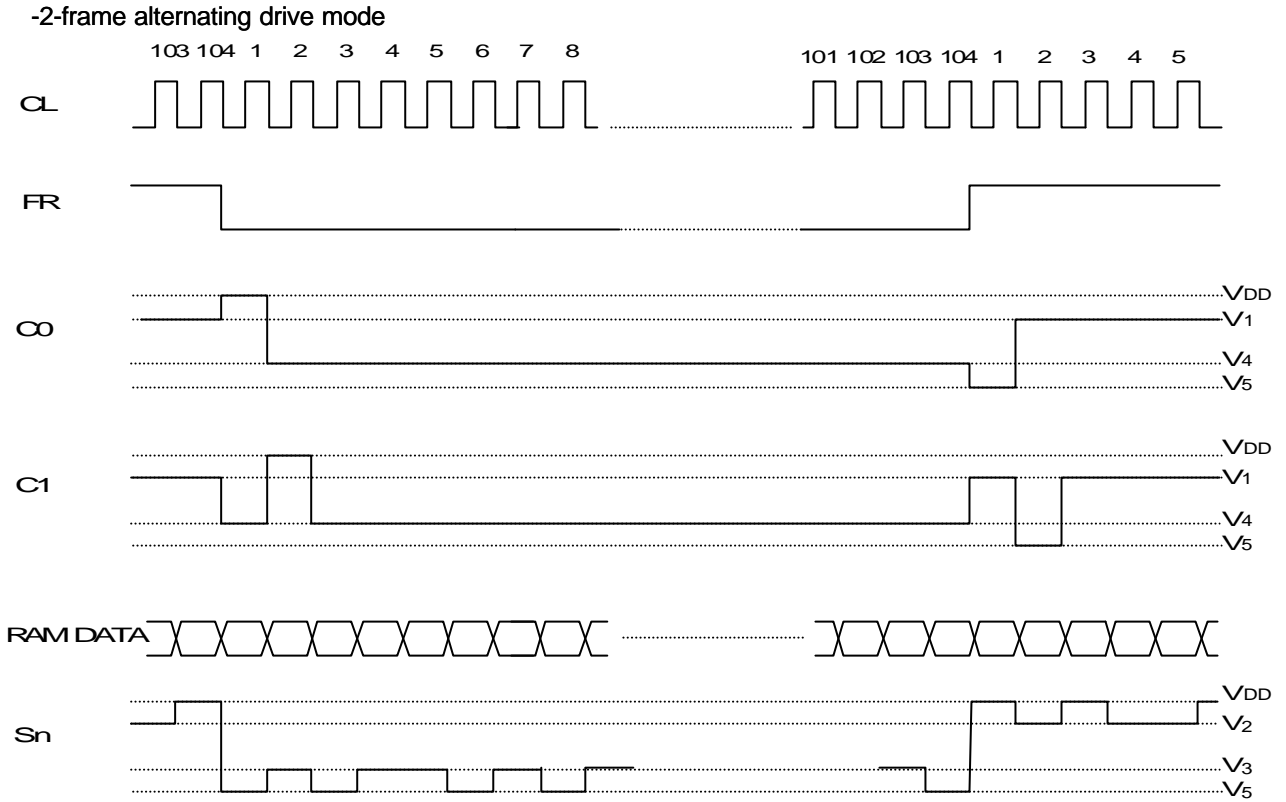 -2-frame alternating drive mode
103 104 1 2 3 4 5 6 7 8
101 102 103 104 1 2 3 4 5
CL
FR
C0
VDD
V1
V4
V5
C1
VDD
V1
V4
V5
RAM DATA
Sn
VDD
V2
V3
V5